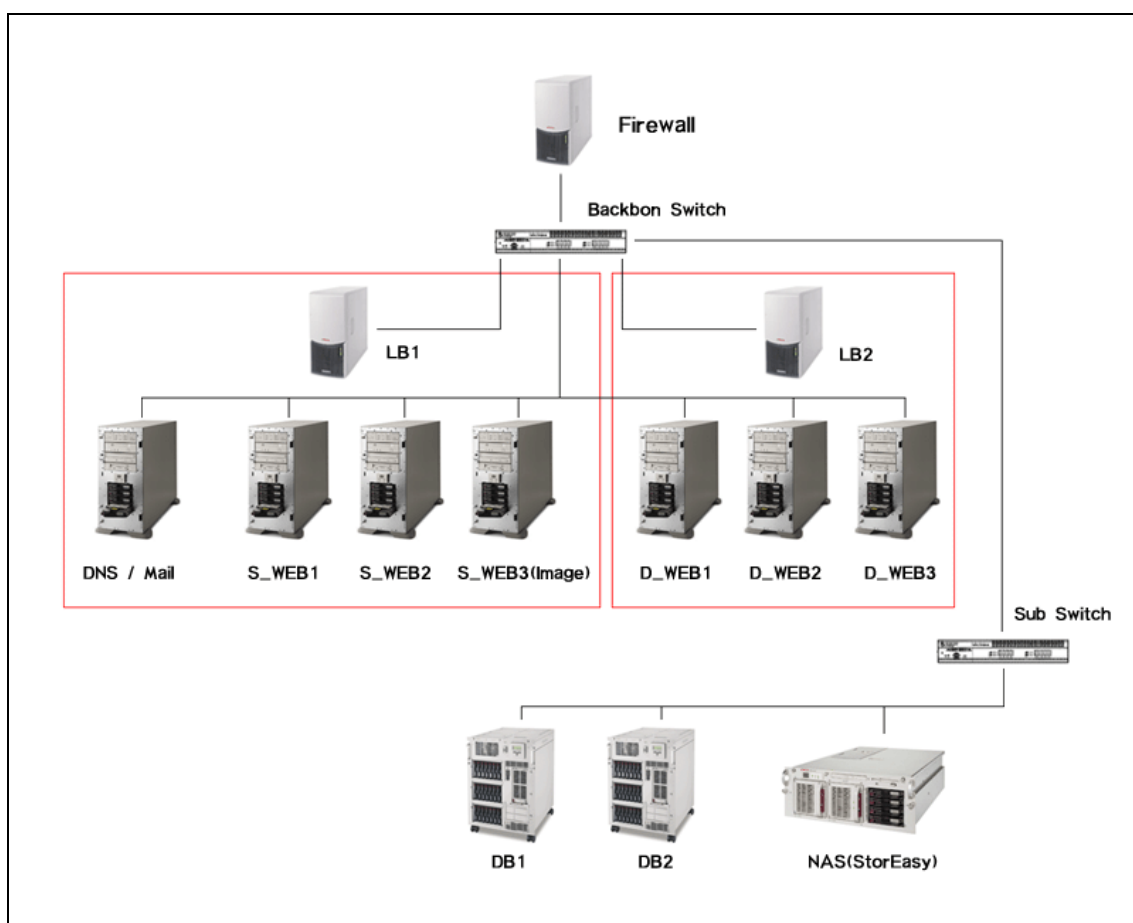 Firewall
Backbon Switch
LB1
LB2
DNS / Mail
S_WEB1
S_WEB2
S_WEB3(Image)
D_WEB1
D_WEB2
D_WEB3
Sub Switch
DB1
DB2
NAS(StorEasy)